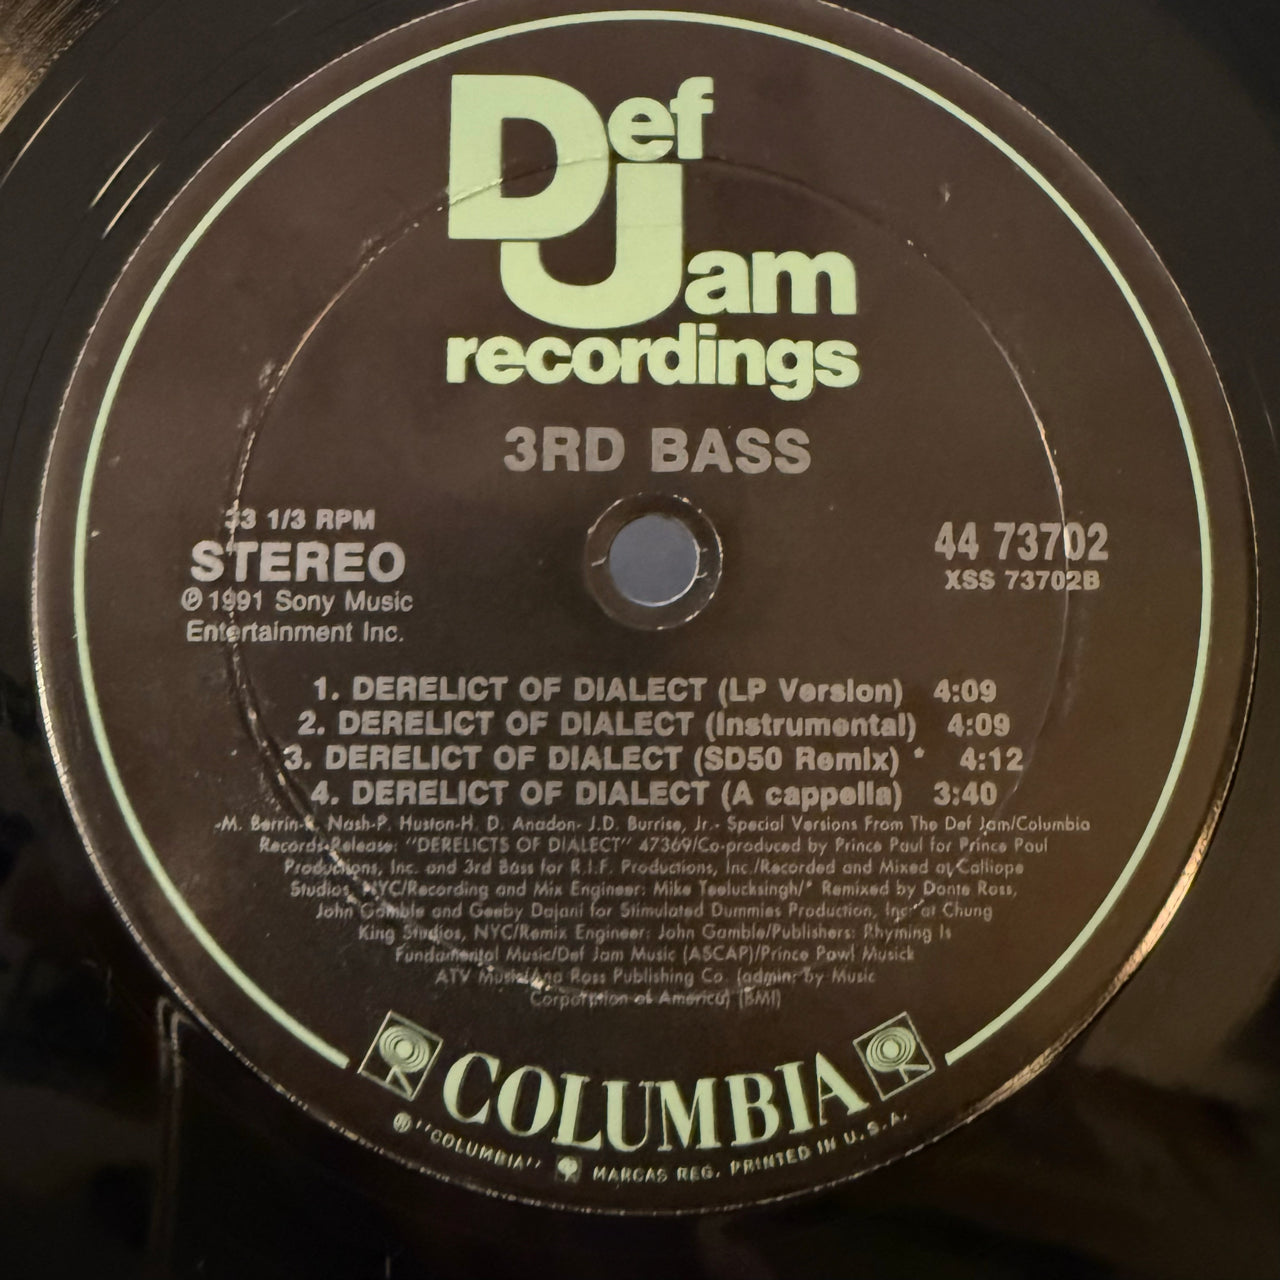 Def
Jam
recordings
3RD BASS
33 1/3 RPM
STEREO
℗ 1991 Sony Music
Entertainment Inc.
44 73702
XSS 73702B
1. DERELICT OF DIALECT (LP Version) 4:09
2. DERELICT OF DIALECT (Instrumental) 4:09
3. DERELICT OF DIALECT (SD50 Remix) * 4:12
4. DERELICT OF DIALECT (A cappella) 3:40
-M. Berrin-R. Nash-P. Huston-H. D. Anadon- J.D. Burrise, Jr.- Special Versions From The Def Jam/Columbia
Records Release: "DERELICTS OF DIALECT" 47369/Co-produced by Prince Paul for Prince Paul
Productions, Inc. and 3rd Bass for R.I.F. Productions, Inc./Recorded and Mixed at Calliope
Studios, NYC/Recording and Mix Engineer: Mike Teelucksingh/* Remixed by Dante Ross,
John Gamble and Geeby Dajani for Stimulated Dummies Production, Inc. at Chung
King Studios, NYC/Remix Engineer: John Gamble/Publishers: Rhyming Is
Fundamental Music/Def Jam Music (ASCAP)/Prince Pawl Musick
ATV Music/Ana Ross Publishing Co. (admin. by Music
Corporation of America) (BMI)
COLUMBIA
® "COLUMBIA" MARCAS REG. PRINTED IN U.S.A.